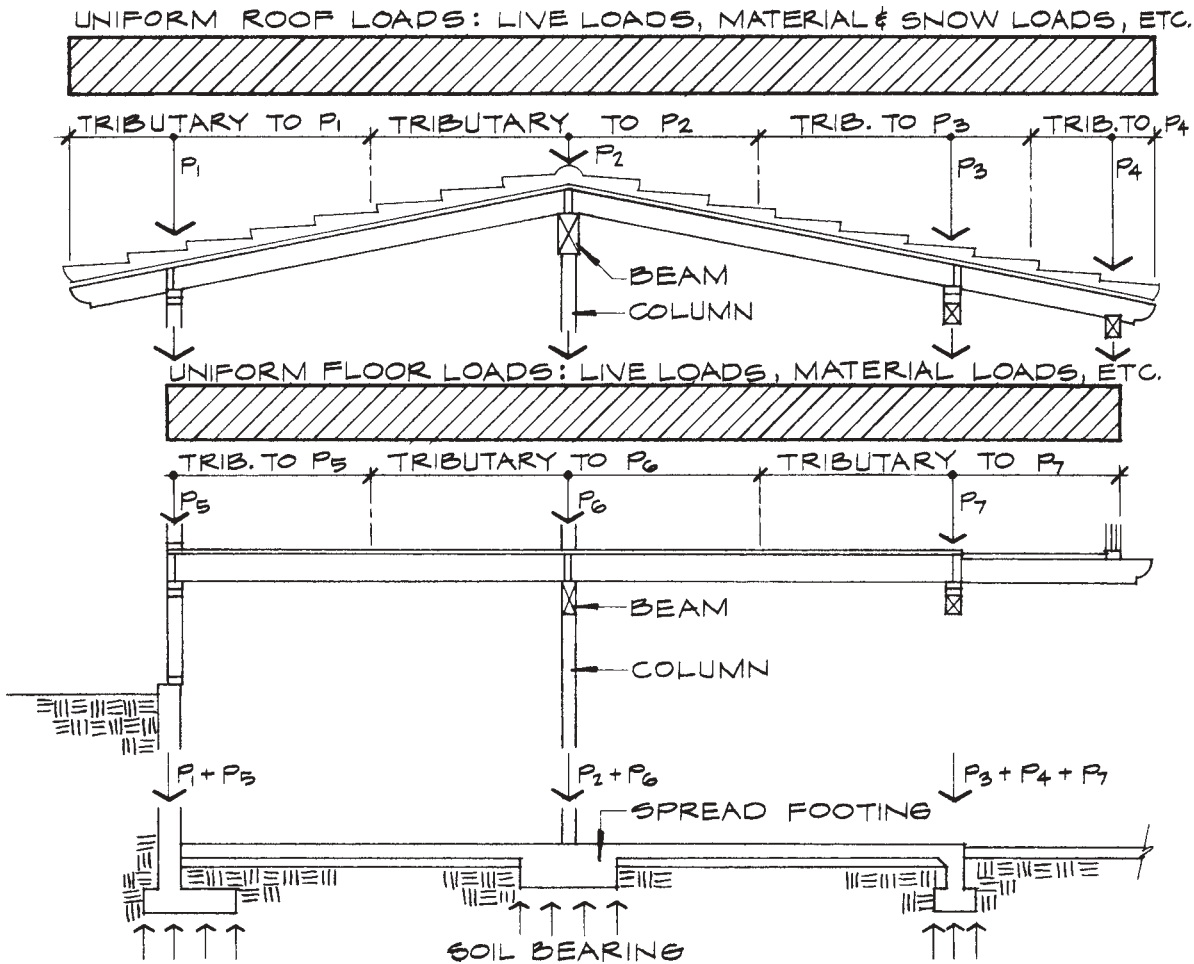 UNIFORM ROOF LOADS: LIVE LOADS, MATERIAL & SNOW LOADS, ETC.
TRIBUTARY TO P1
TRIBUTARY TO P2
TRIB. TO P3
TRIB. TO P4
P1
P2
P3
P4
BEAM
COLUMN
UNIFORM FLOOR LOADS: LIVE LOADS, MATERIAL LOADS, ETC.
TRIB. TO P5
TRIBUTARY TO P6
TRIBUTARY TO P7
P5
P6
P7
BEAM
COLUMN
P1 + P5
P2 + P6
P3 + P4 + P7
SPREAD FOOTING
SOIL BEARING